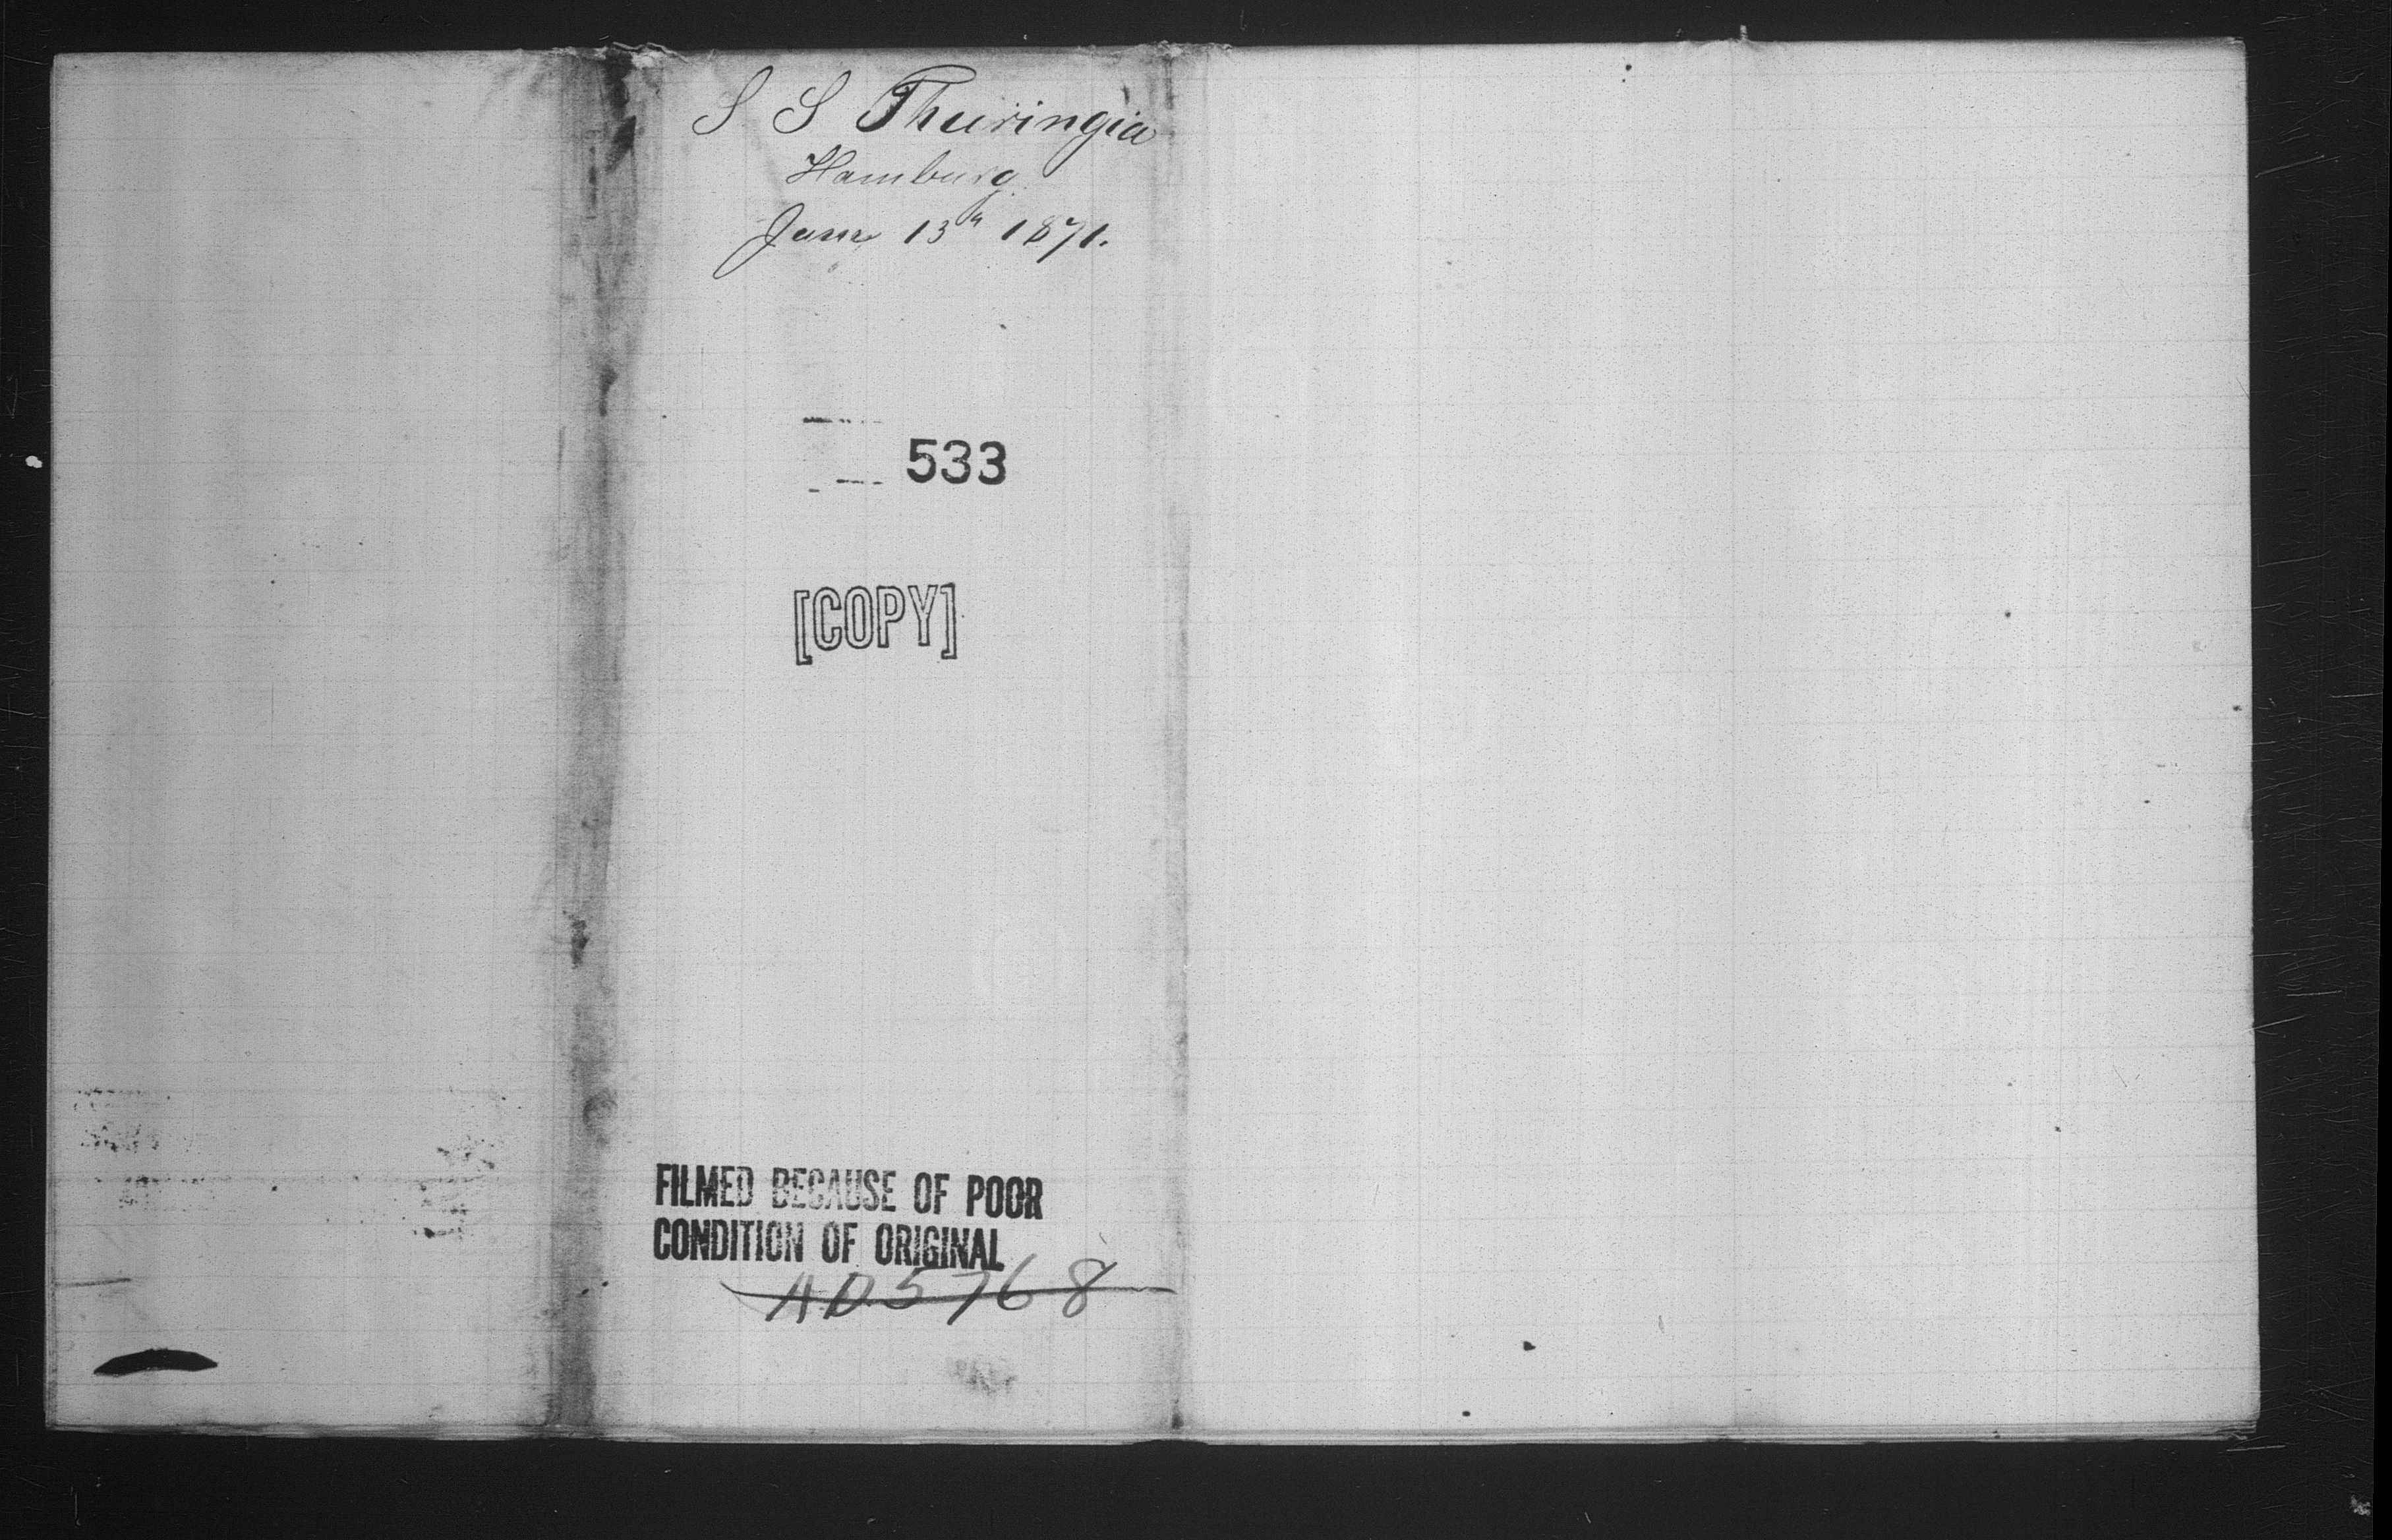 S S Thuringia
Hamburg
June 13th 1871.
533
[COPY]
FILMED BECAUSE OF POOR
CONDITION OF ORIGINAL
AD5768